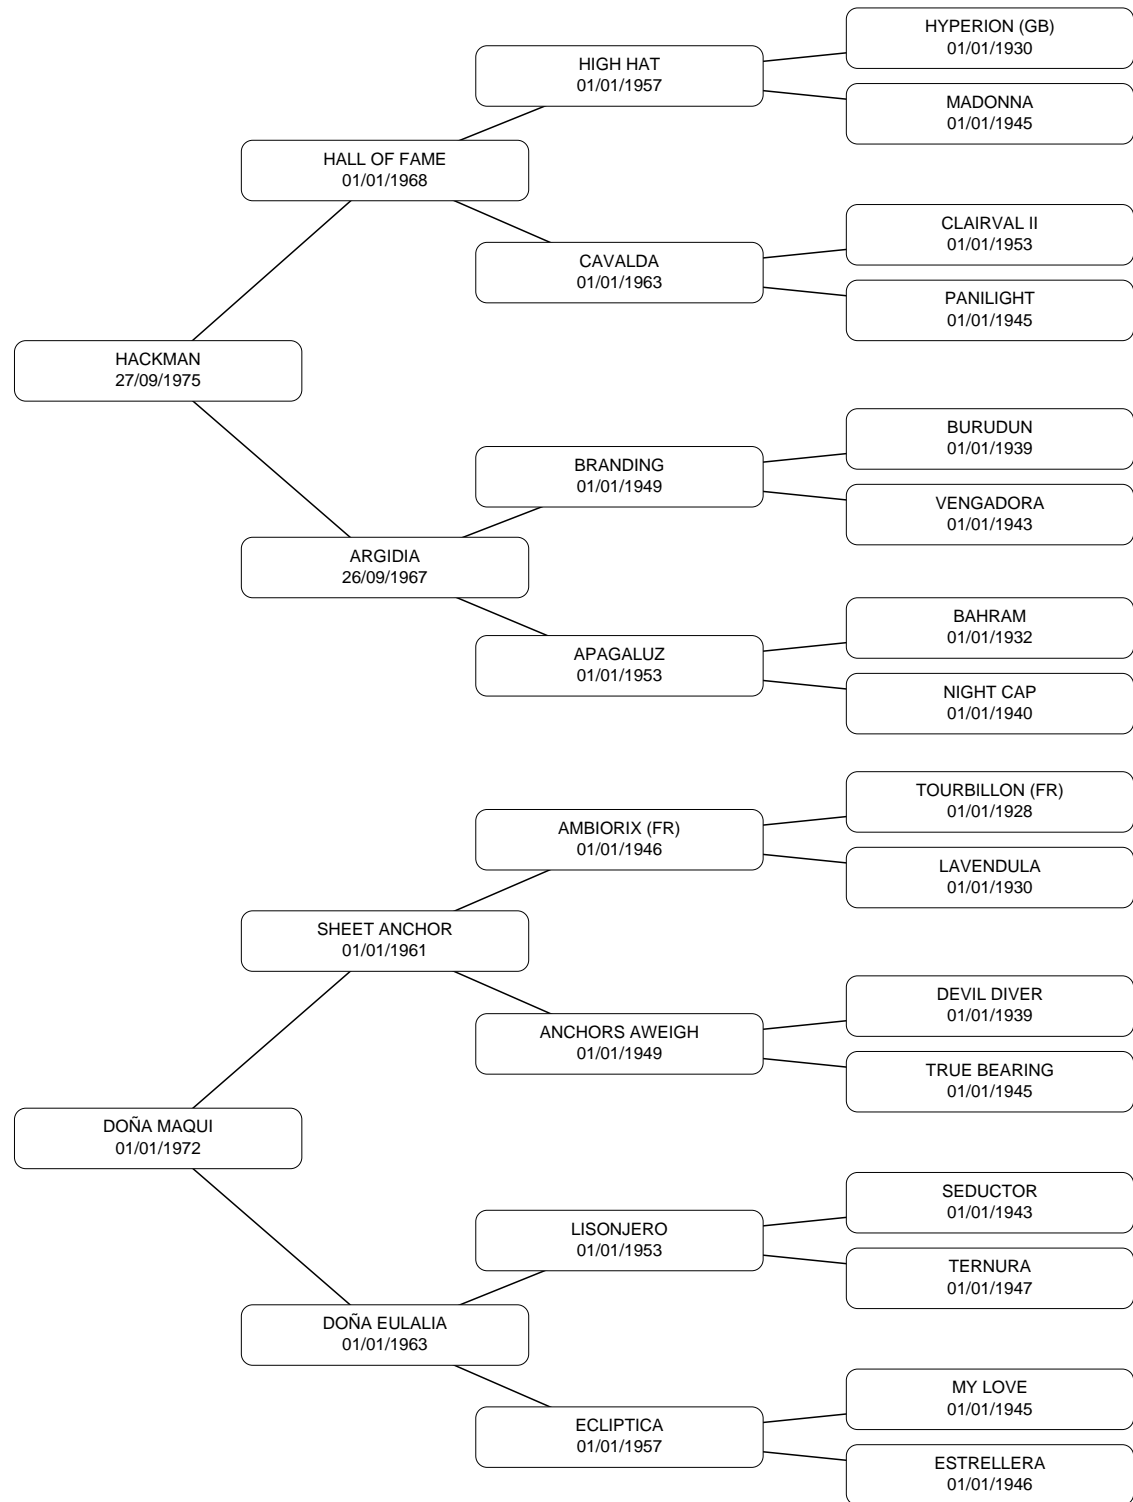 HYPERION (GB)
01/01/1930
HIGH HAT
01/01/1957
MADONNA
01/01/1945
HALL OF FAME
01/01/1968
CLAIRVAL II
01/01/1953
CAVALDA
01/01/1963
PANILIGHT
01/01/1945
HACKMAN
27/09/1975
BURUDUN
01/01/1939
BRANDING
01/01/1949
VENGADORA
01/01/1943
ARGIDIA
26/09/1967
BAHRAM
01/01/1932
APAGALUZ
01/01/1953
NIGHT CAP
01/01/1940
TOURBILLON (FR)
01/01/1928
AMBIORIX (FR)
01/01/1946
LAVENDULA
01/01/1930
SHEET ANCHOR
01/01/1961
DEVIL DIVER
01/01/1939
ANCHORS AWEIGH
01/01/1949
TRUE BEARING
01/01/1945
DOÑA MAQUI
01/01/1972
SEDUCTOR
01/01/1943
LISONJERO
01/01/1953
TERNURA
01/01/1947
DOÑA EULALIA
01/01/1963
MY LOVE
01/01/1945
ECLIPTICA
01/01/1957
ESTRELLERA
01/01/1946